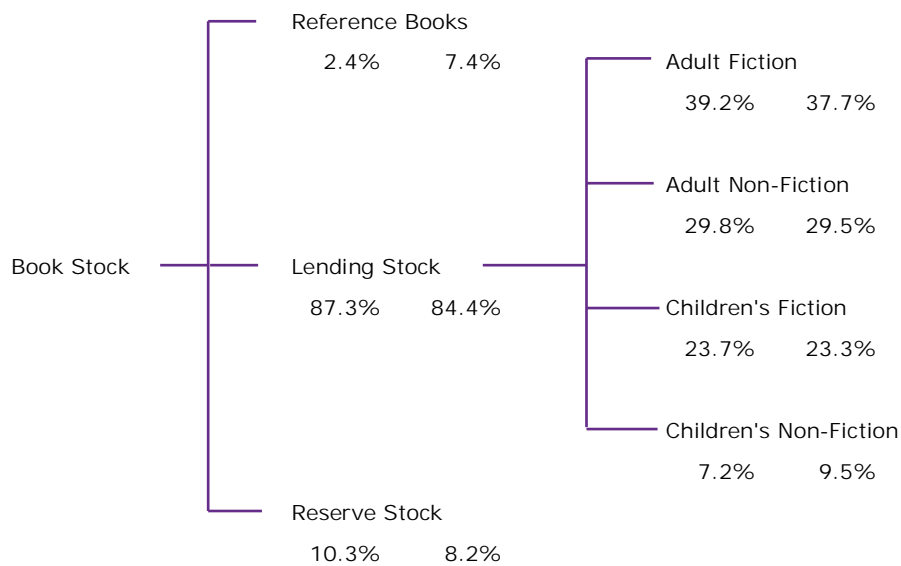 Reference Books
2.4% 7.4%
Adult Fiction
39.2% 37.7%
Adult Non-Fiction
29.8% 29.5%
Book Stock
Lending Stock
87.3% 84.4%
Children's Fiction
23.7% 23.3%
Children's Non-Fiction
7.2% 9.5%
Reserve Stock
10.3% 8.2%